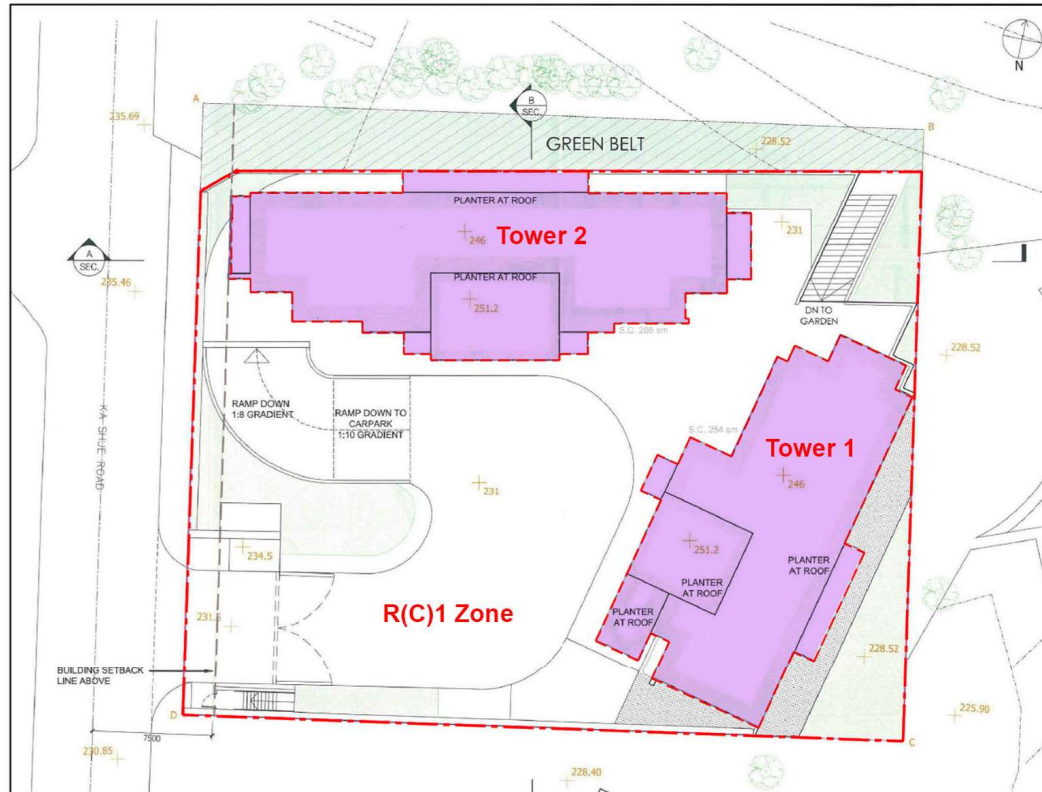 N
A
B
SEC.
B
235.69
GREEN BELT
228.52
PLANTER AT ROOF
246
Tower 2
231
A
SEC.
235.46
PLANTER AT ROOF
251.2
DN TO
GARDEN
S.C. 288 sm
228.52
RAMP DOWN
1:8 GRADIENT
RAMP DOWN TO
CARPARK
1:10 GRADIENT
KA SHUE ROAD
S.C. 254 sm
Tower 1
246
231
234.5
251.2
PLANTER
AT ROOF
PLANTER
AT ROOF
PLANTER
AT ROOF
R(C)1 Zone
228.52
BUILDING SETBACK
LINE ABOVE
D
7500
225.90
C
230.85
228.40